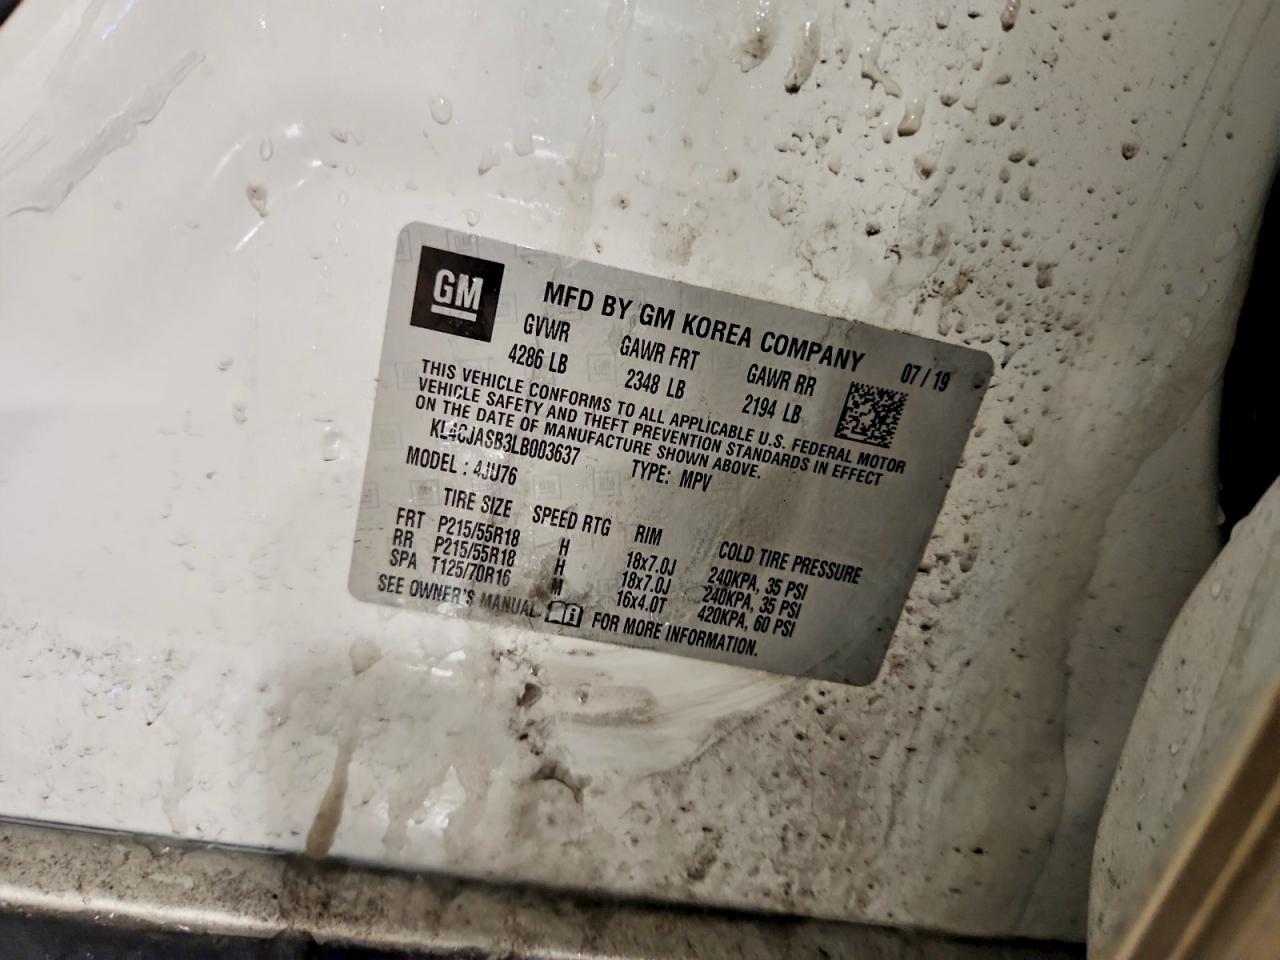 GM
MFD BY GM KOREA COMPANY 07 / 19
GVWR GAWR FRT GAWR RR
4286 LB 2348 LB 2194 LB
THIS VEHICLE CONFORMS TO ALL APPLICABLE U.S. FEDERAL MOTOR
VEHICLE SAFETY AND THEFT PREVENTION STANDARDS IN EFFECT
ON THE DATE OF MANUFACTURE SHOWN ABOVE.
KL4CJASB3LB003637 TYPE: MPV
MODEL : 4JU76
TIRE SIZE SPEED RTG RIM COLD TIRE PRESSURE
FRT P215/55R18 H 18x7.0J 240KPA, 35 PSI
RR P215/55R18 H 18x7.0J 240KPA, 35 PSI
SPA T125/70R16 M 16x4.0T 420KPA, 60 PSI
SEE OWNER'S MANUAL FOR MORE INFORMATION.